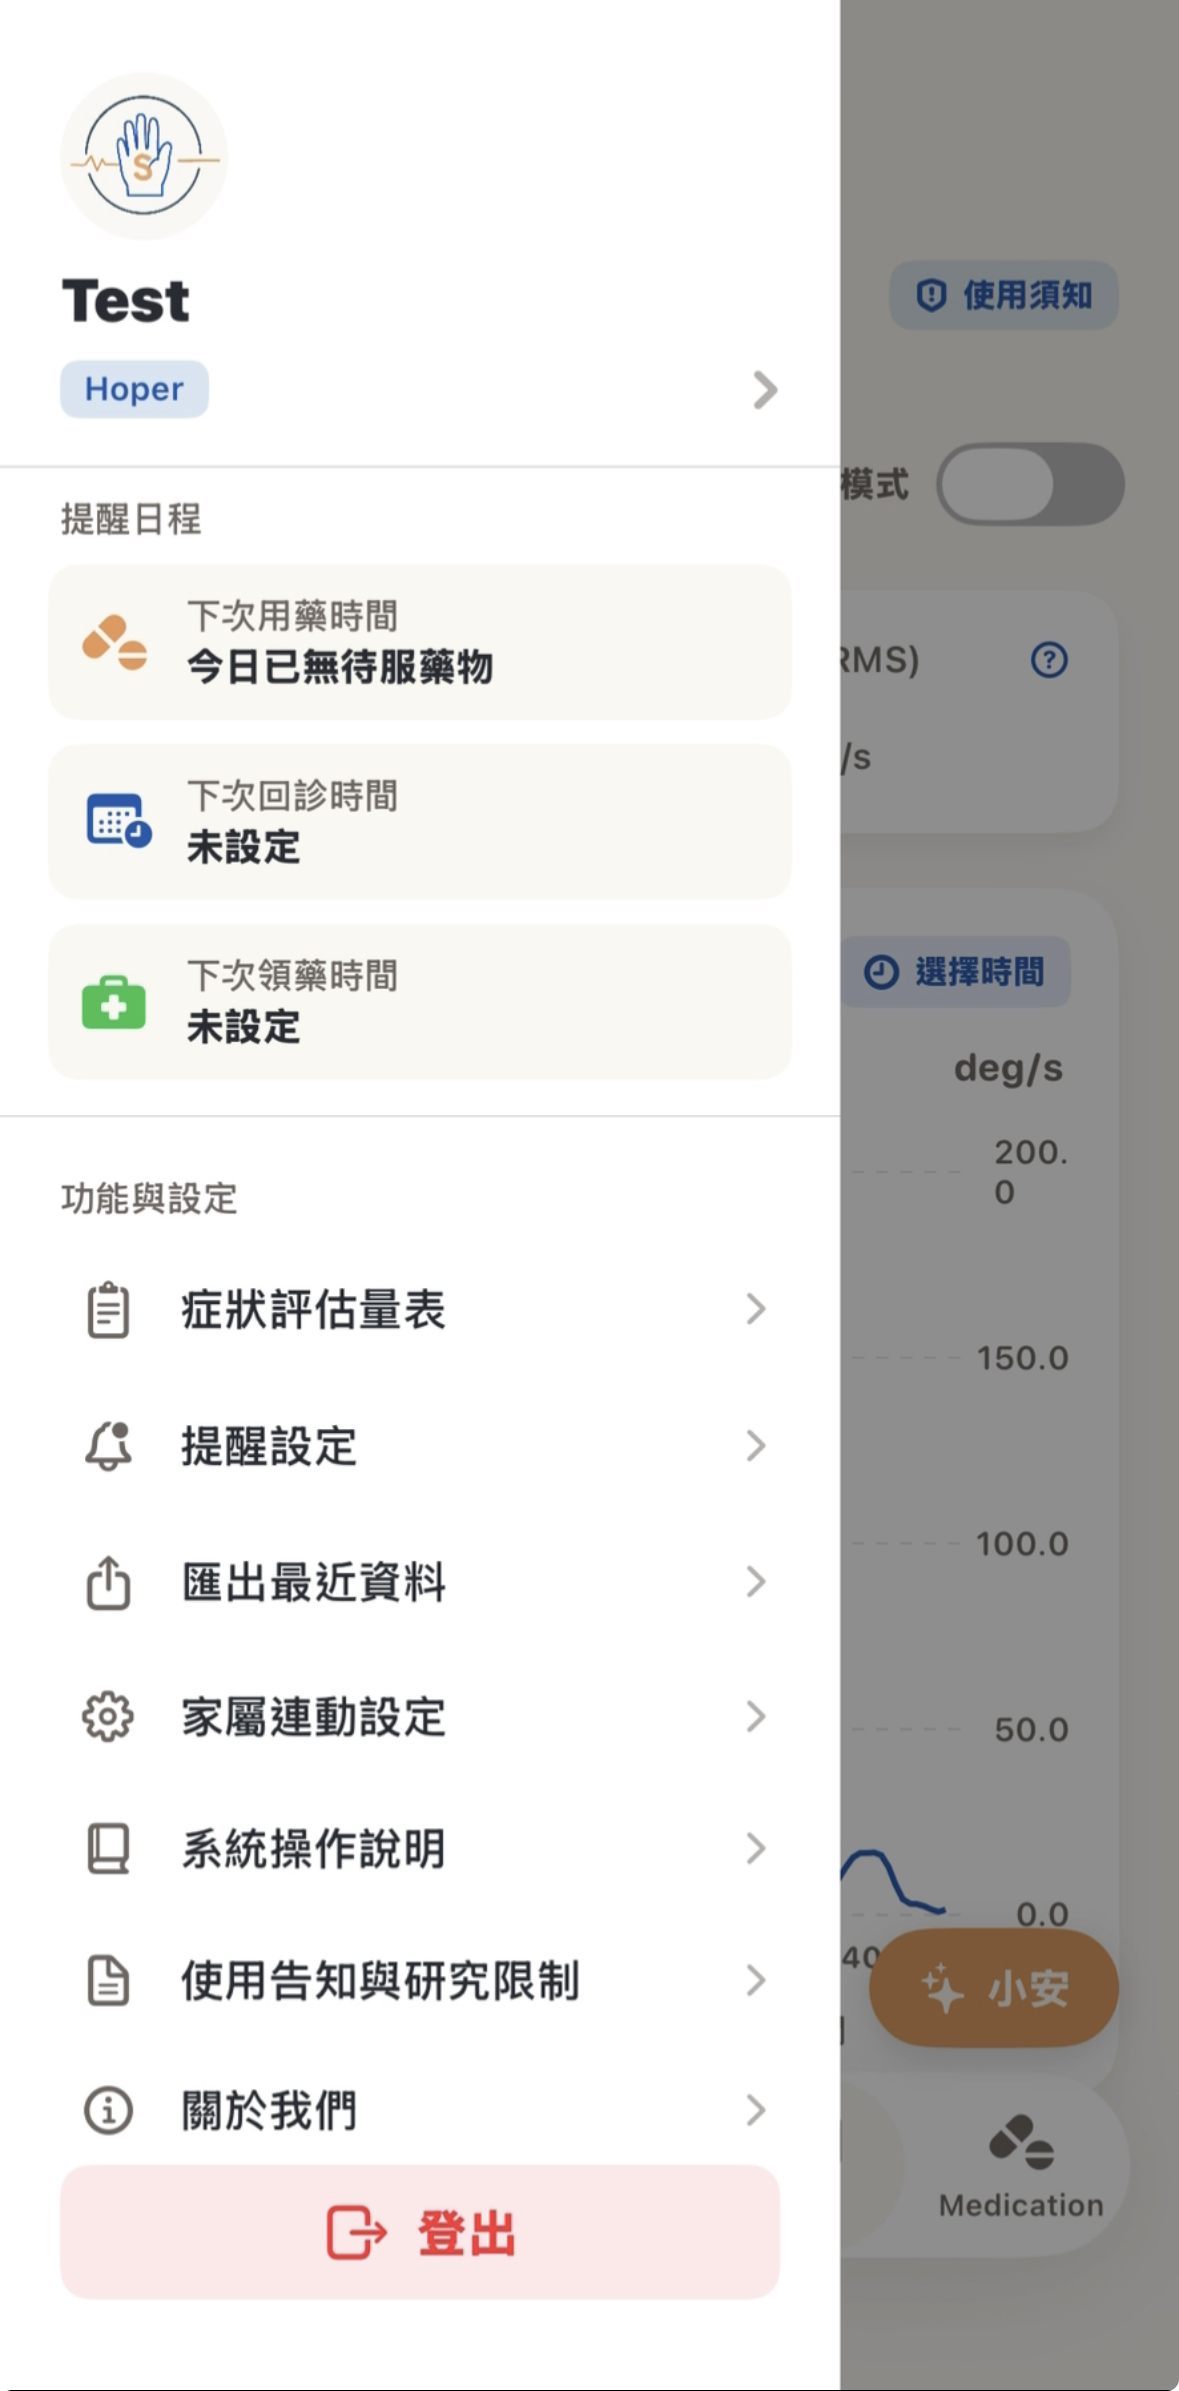 S
Test
Hoper
提醒日程
下次用藥時間
今日已無待服藥物
下次回診時間
未設定
下次領藥時間
未設定
功能與設定
症狀評估量表
提醒設定
匯出最近資料
家屬連動設定
系統操作說明
使用告知與研究限制
關於我們
登出
使用須知
模式
RMS)
/s
選擇時間
deg/s
200.
0
150.0
100.0
50.0
0.0
40
小安
Medication